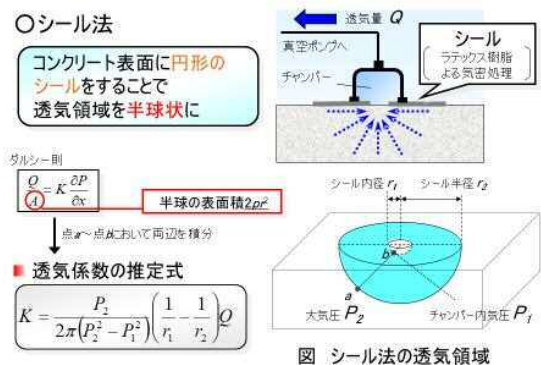 〇シール法
コンクリート表面に円形の
シールをすることで
透気領域を半球状に
ダルシー則
Q/A = K ∂P/∂x
半球の表面積2pr²
点a～点bにおいて両辺を積分
透気係数の推定式
K = P₂/(2π(P₂² − P₁²)) (1/r₁ − 1/r₂) Q
透気量 Q
真空ポンプへ
チャンバー
シール
ラテックス樹脂
よる気密処理
シール内径 r₁
シール半径 r₂
b
a
大気圧 P₂
チャンバー内気圧 P₁
図 シール法の透気領域